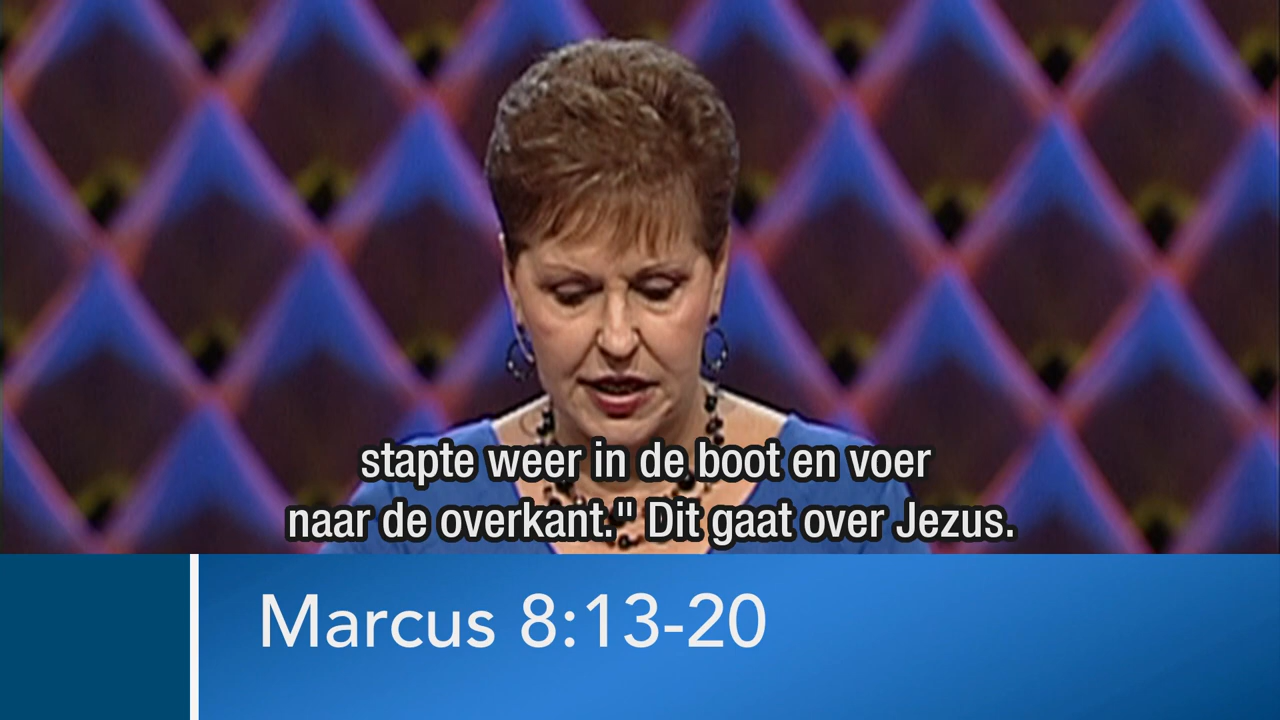 stapte weer in de boot en voer
naar de overkant." Dit gaat over Jezus.
Marcus 8:13-20